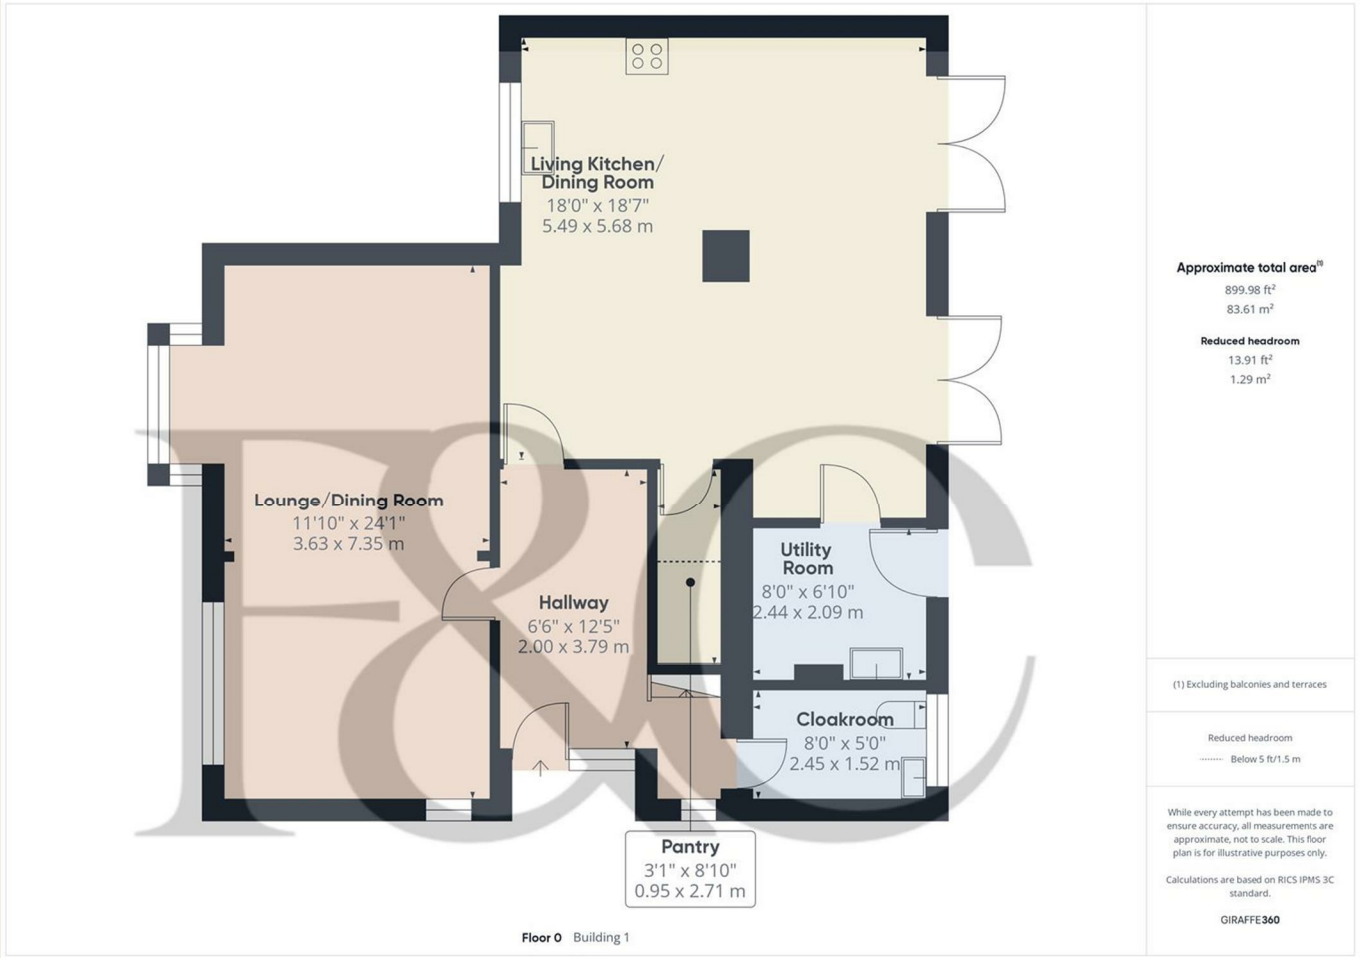 Living Kitchen/
Dining Room
18'0" x 18'7"
5.49 x 5.68 m
Lounge/Dining Room
11'10" x 24'1"
3.63 x 7.35 m
Hallway
6'6" x 12'5"
2.00 x 3.79 m
Utility
Room
8'0" x 6'10"
2.44 x 2.09 m
Cloakroom
8'0" x 5'0"
2.45 x 1.52 m
Pantry
3'1" x 8'10"
0.95 x 2.71 m
F&C
Floor 0 Building 1
Approximate total area(1)
899.98 ft²
83.61 m²
Reduced headroom
13.91 ft²
1.29 m²
(1) Excluding balconies and terraces
Reduced headroom
Below 5 ft/1.5 m
While every attempt has been made to
ensure accuracy, all measurements are
approximate, not to scale. This floor
plan is for illustrative purposes only.
Calculations are based on RICS IPMS 3C
standard.
GIRAFFE360